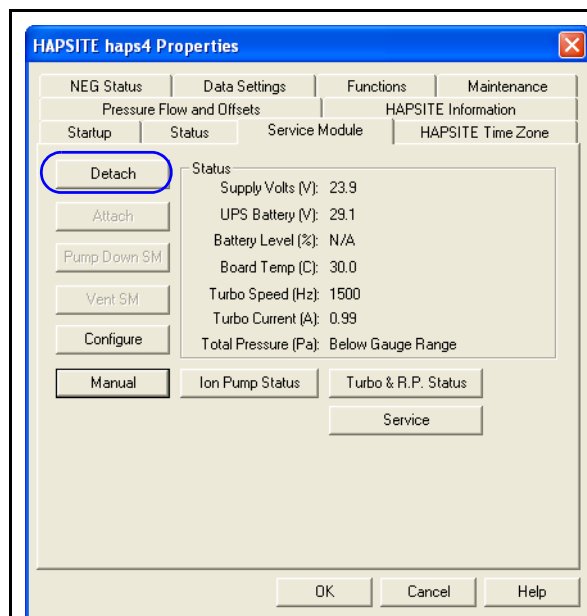 HAPSITE haps4 Properties
NEG Status Data Settings Functions Maintenance
Pressure Flow and Offsets HAPSITE Information
Startup Status Service Module HAPSITE Time Zone
Detach
Attach
Pump Down SM
Vent SM
Configure
Manual
Status
Supply Volts (V): 23.9
UPS Battery (V): 29.1
Battery Level (%): N/A
Board Temp (C): 30.0
Turbo Speed (Hz): 1500
Turbo Current (A): 0.99
Total Pressure (Pa): Below Gauge Range
Ion Pump Status Turbo & R.P. Status
Service
OK Cancel Help